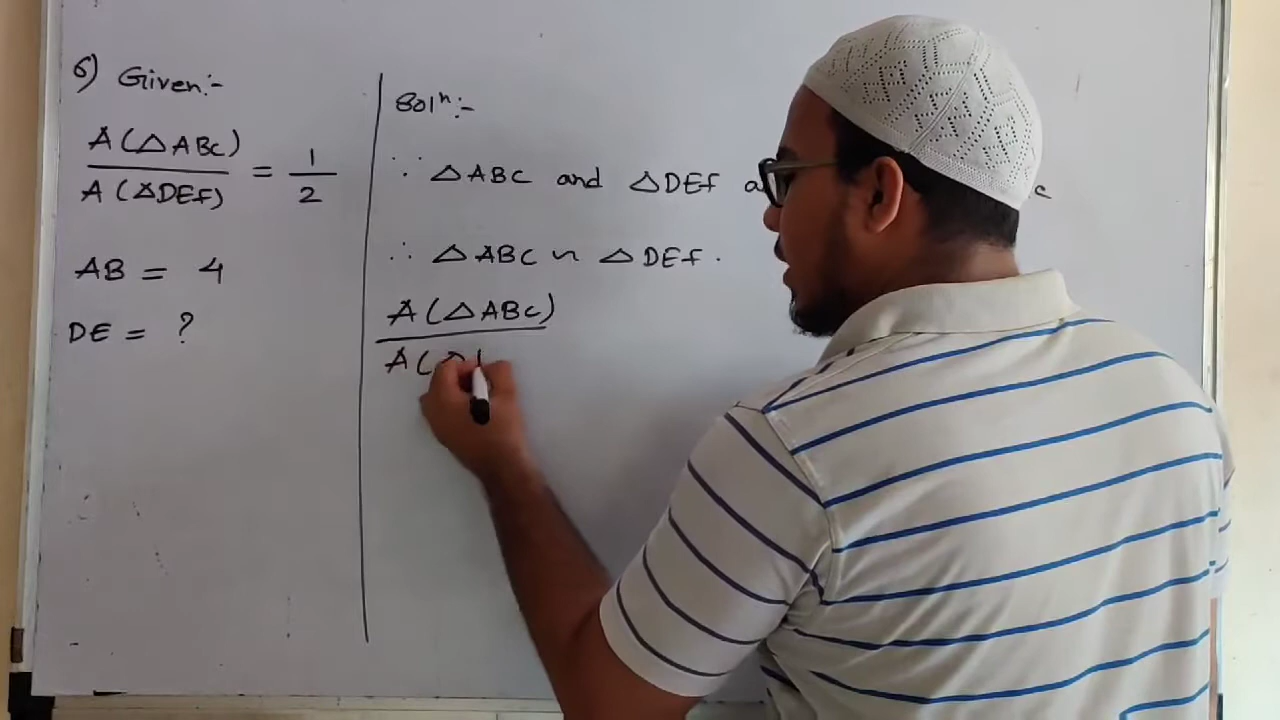 6) Given:-
A(△ABC)
A(△DEF)
= 1
2
AB = 4
DE = ?
Solⁿ:-
∵ △ABC and △DEF a
∴ △ABC ~ △DEF.
A(△ABC)
A(△